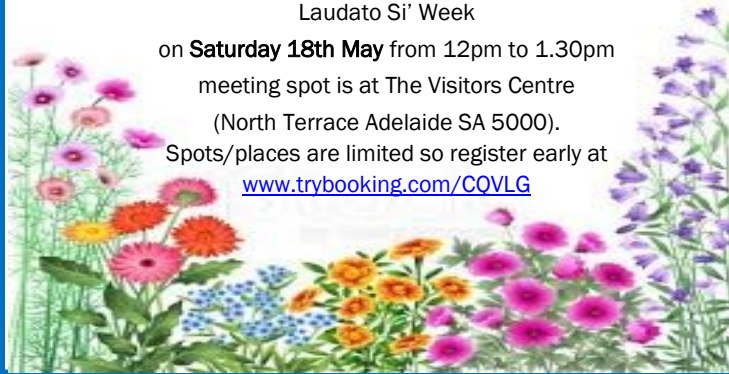 Laudato Si’ Week
on Saturday 18th May from 12pm to 1.30pm
meeting spot is at The Visitors Centre
(North Terrace Adelaide SA 5000).
Spots/places are limited so register early at
www.trybooking.com/CQVLG